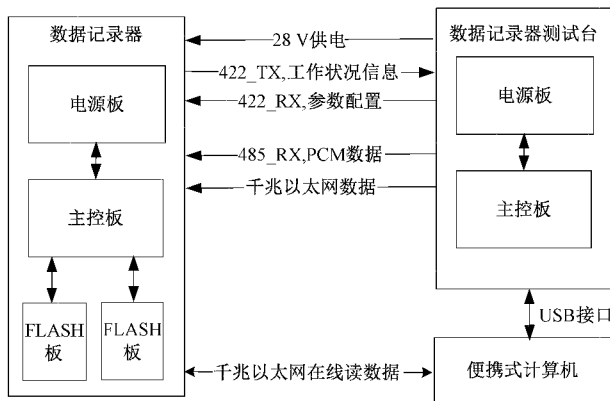 数据记录器
电源板
主控板
FLASH
板
FLASH
板
28 V供电
422_TX,工作状况信息
422_RX,参数配置
485_RX,PCM数据
千兆以太网数据
千兆以太网在线读数据
数据记录器测试台
电源板
主控板
USB接口
便携式计算机